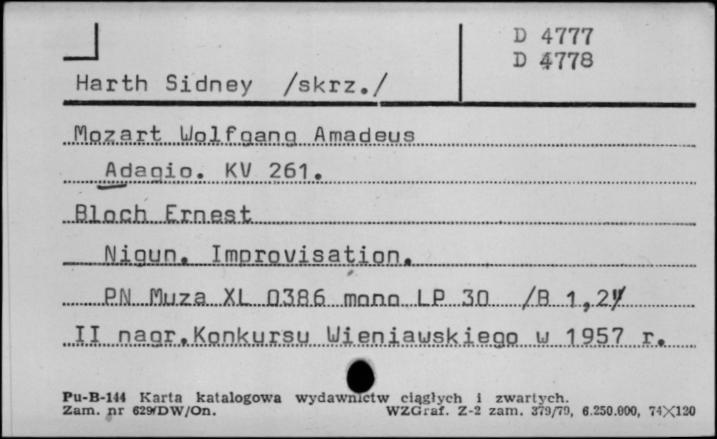 D 4777
D 4778
Harth Sidney /skrz./
Mozart Wolfgang Amadeus
Adagio. KV 261.
Bloch Ernest
Nigun. Improvisation.
PN Muza XL 0386 mono LP 30 /B 1,2/
II nagr.Konkursu Wieniawskiego w 1957 r.
Pu-B-144 Karta katalogowa wydawnictw ciągłych i zwartych.
Zam. nr 629/DW/On. WZGraf. Z-2 zam. 379/79, 6.250.000, 74×120